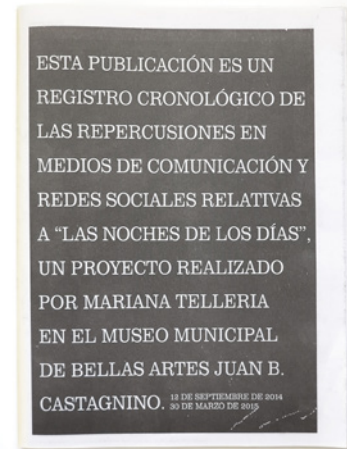 ESTA PUBLICACIÓN ES UN
REGISTRO CRONOLÓGICO DE
LAS REPERCUSIONES EN
MEDIOS DE COMUNICACIÓN Y
REDES SOCIALES RELATIVAS
A “LAS NOCHES DE LOS DÍAS”,
UN PROYECTO REALIZADO
POR MARIANA TELLERIA
EN EL MUSEO MUNICIPAL
DE BELLAS ARTES JUAN B.
CASTAGNINO. 12 DE SEPTIEMBRE DE 2014
30 DE MARZO DE 2015